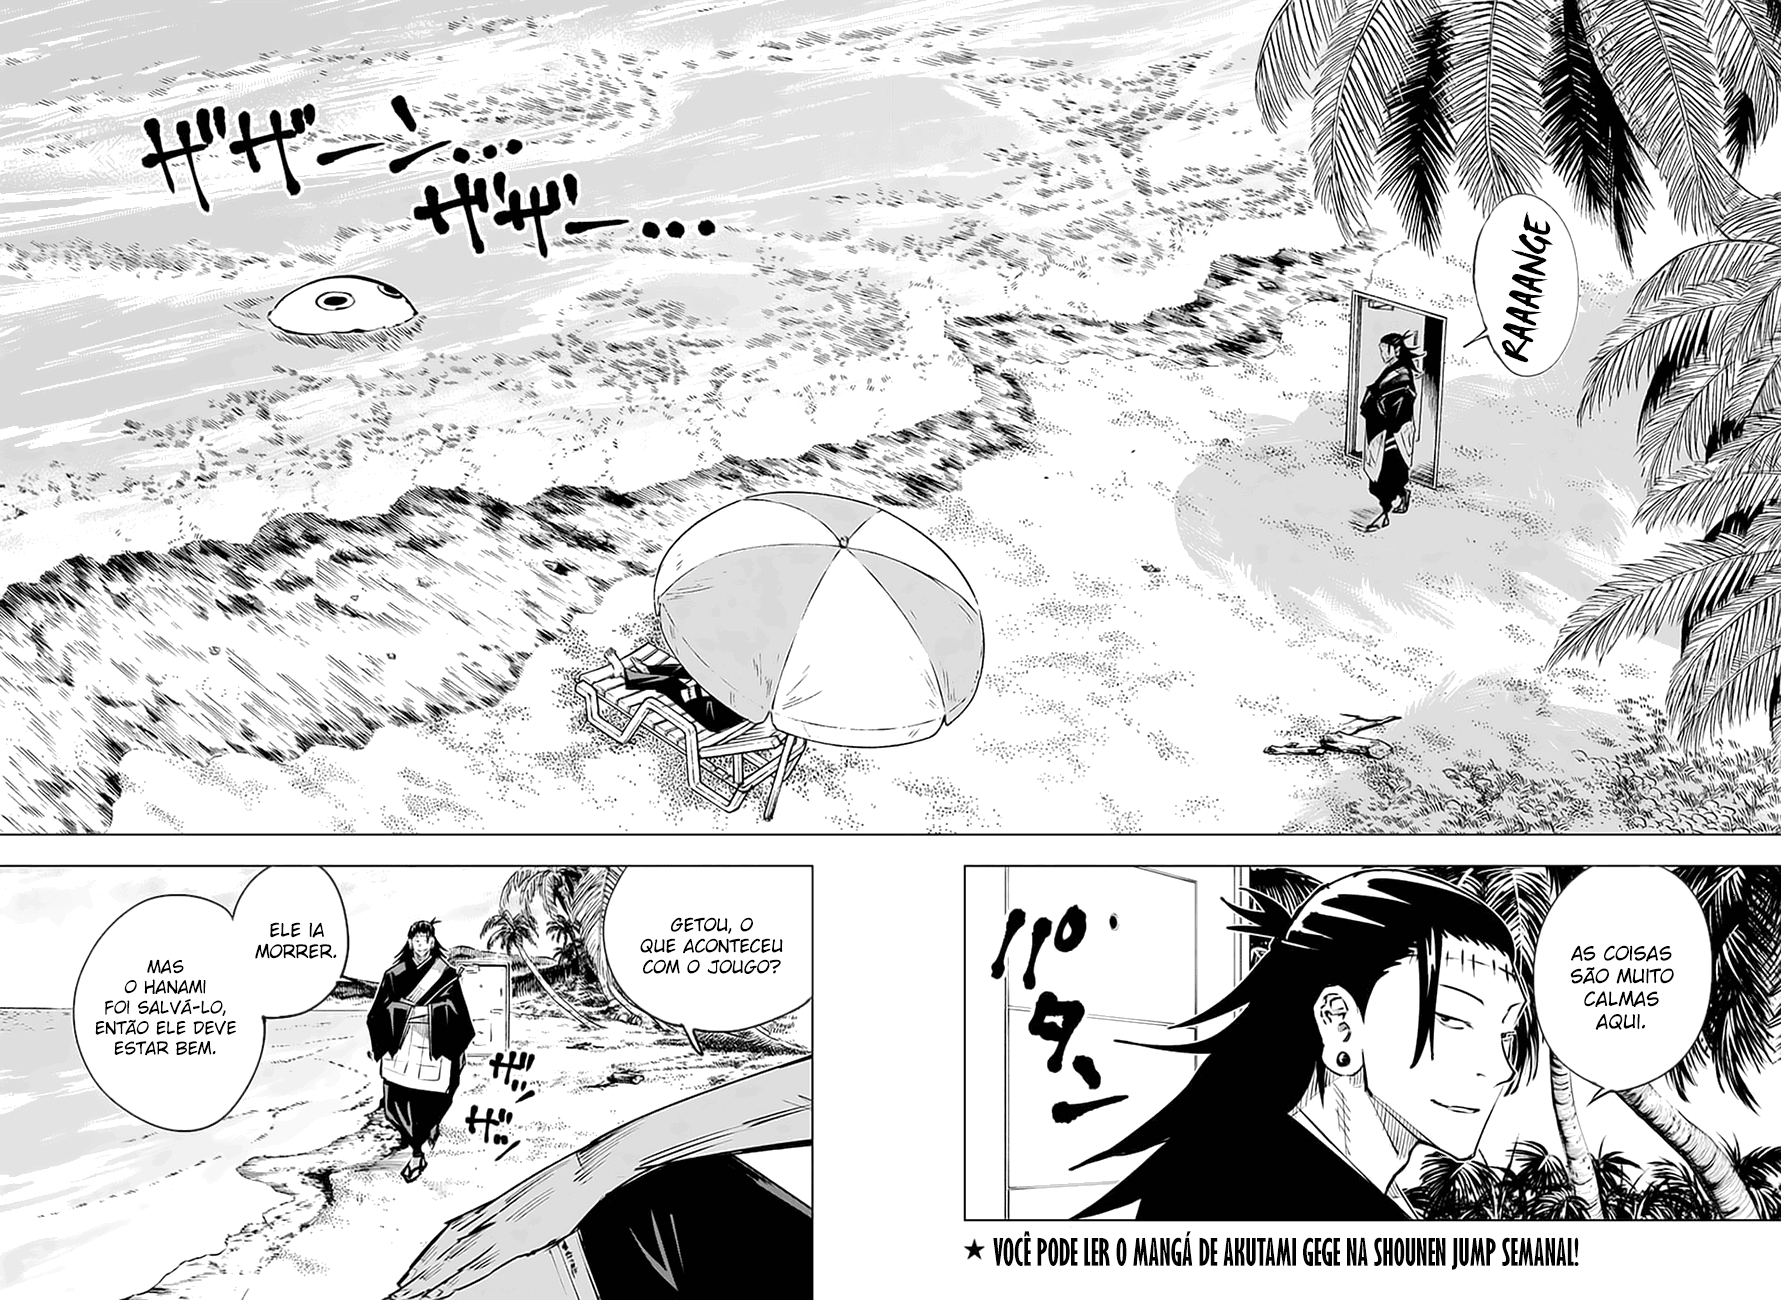 RAAAANGE
ザザーン...
ザザー...
AS COISAS
SÃO MUITO
CALMAS
AQUI.
バタン
★ VOCÊ PODE LER O MANGÁ DE AKUTAMI GEGE NA SHOUNEN JUMP SEMANAL!
GETOU, O
QUE ACONTECEU
COM O JOUGO?
ELE IA
MORRER.
MAS
O HANAMI
FOI SALVÁ-LO,
ENTÃO ELE DEVE
ESTAR BEM.
ザッ
ザッ